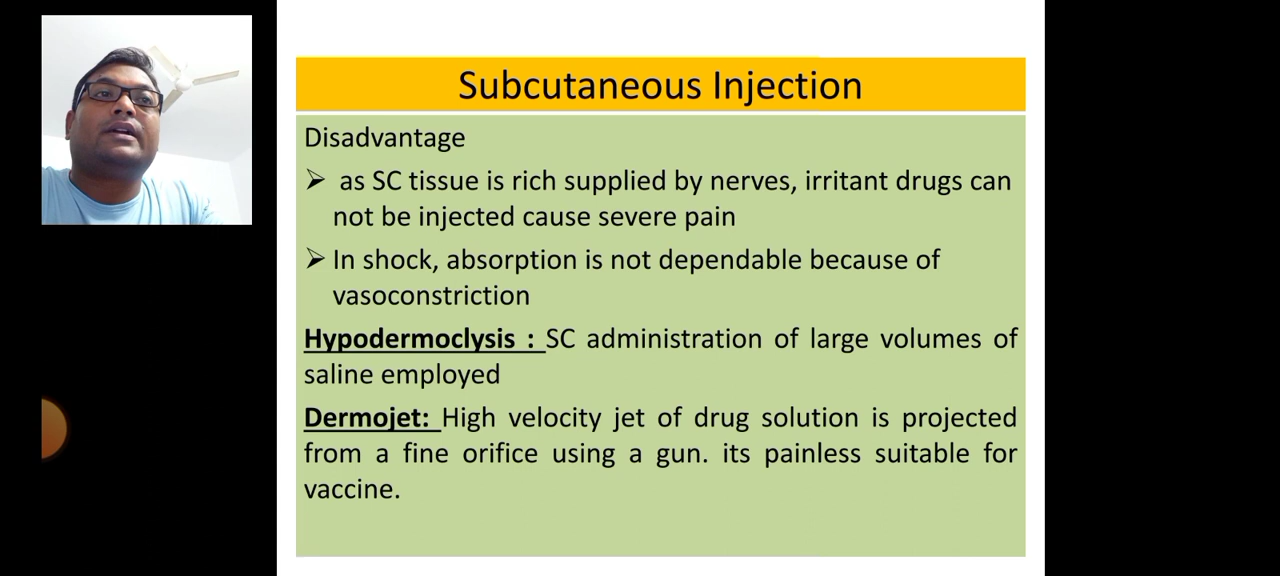 Subcutaneous Injection
Disadvantage
➢ as SC tissue is rich supplied by nerves, irritant drugs can
not be injected cause severe pain
➢ In shock, absorption is not dependable because of
vasoconstriction
Hypodermoclysis : SC administration of large volumes of
saline employed
Dermojet: High velocity jet of drug solution is projected
from a fine orifice using a gun. its painless suitable for
vaccine.